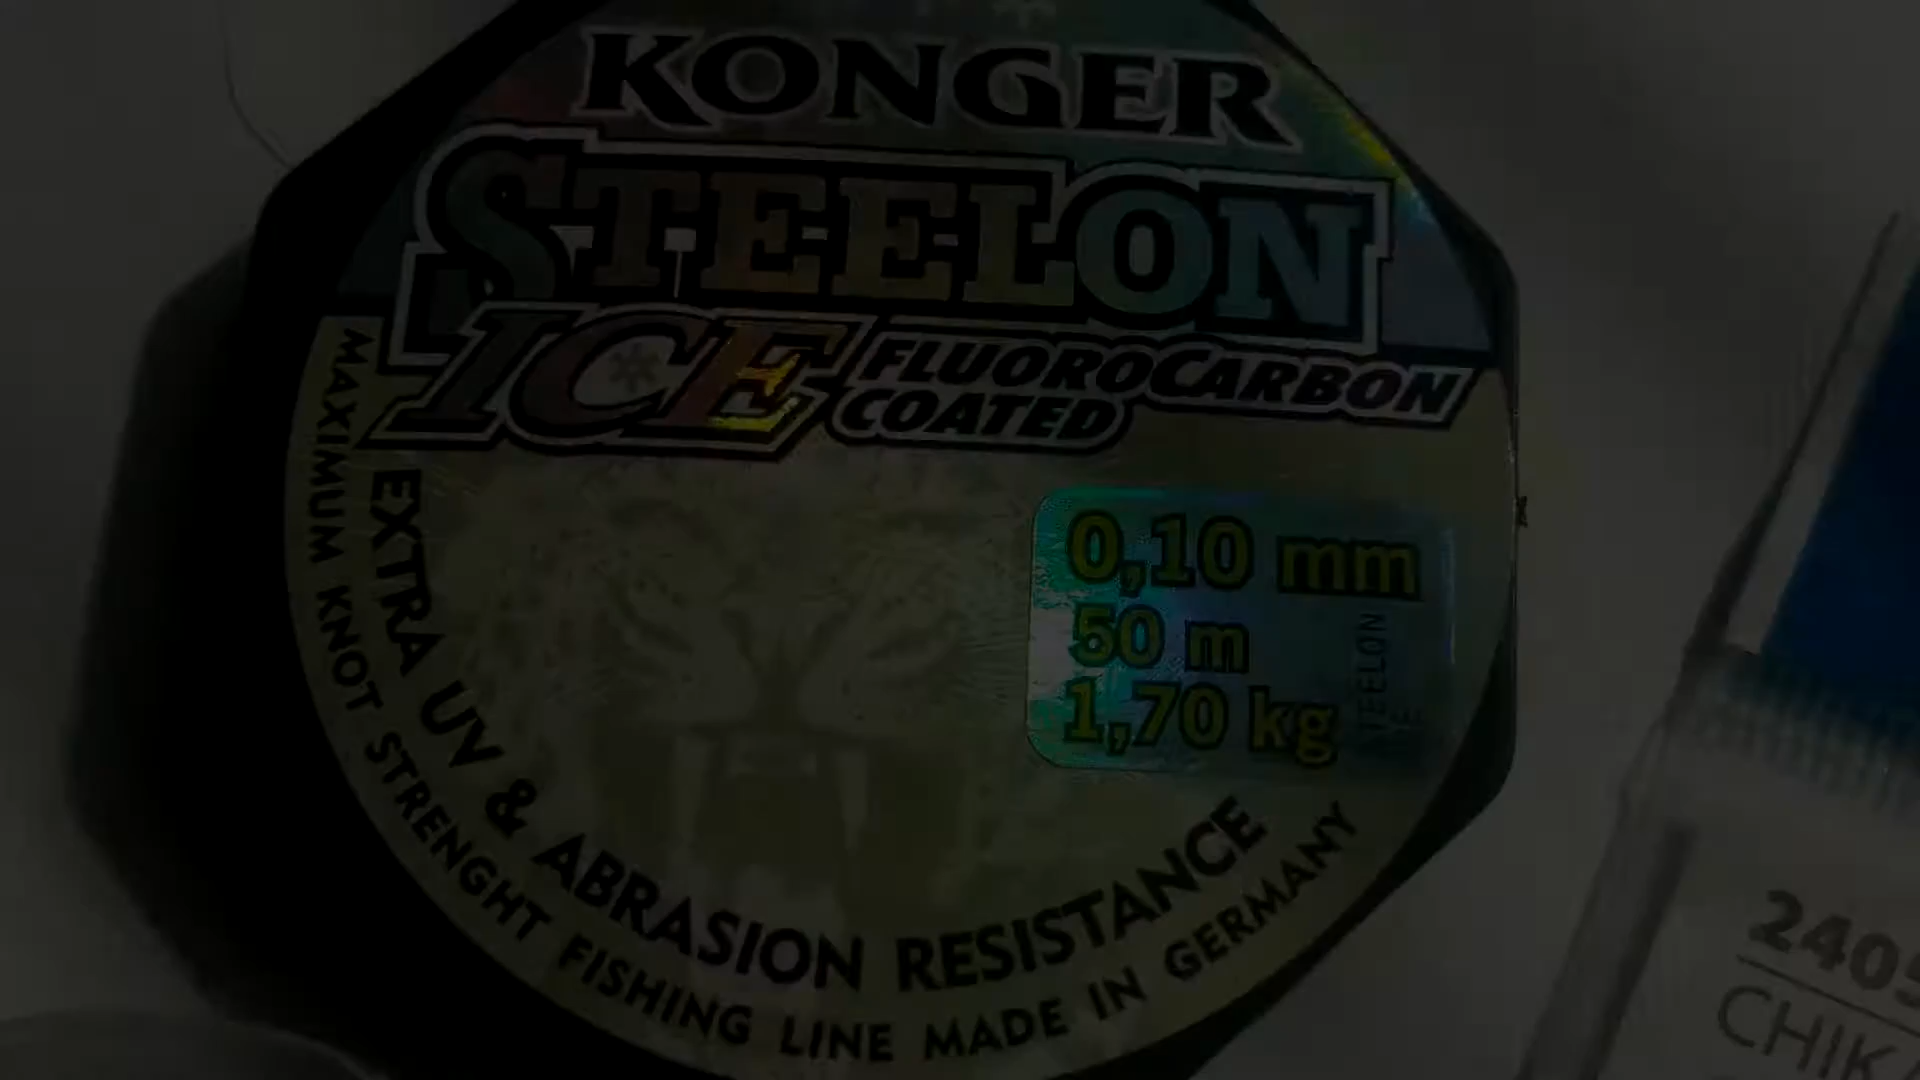 KONGER
STEELON
ICE FLUOROCARBON
COATED
0,10 mm
50 m
1,70 kg
STEELON
EXTRA UV & ABRASION RESISTANCE
MAXIMUM KNOT STRENGHT FISHING LINE MADE IN GERMANY